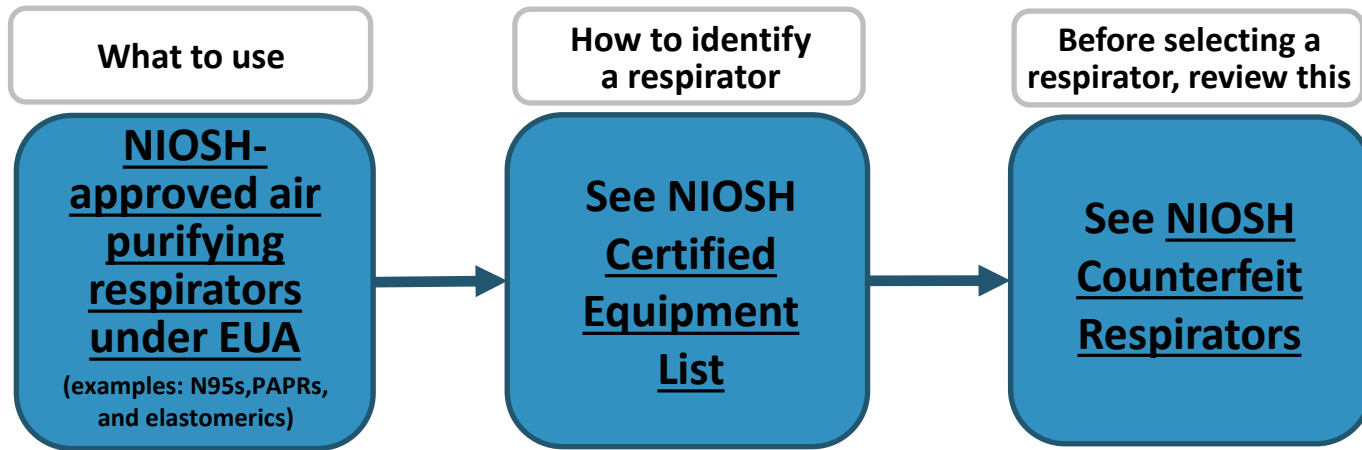 What to use
How to identify
a respirator
Before selecting a
respirator, review this
NIOSH-
approved air
purifying
respirators
under EUA
(examples: N95s,PAPRs,
and elastomerics)
See NIOSH
Certified
Equipment
List
See NIOSH
Counterfeit
Respirators